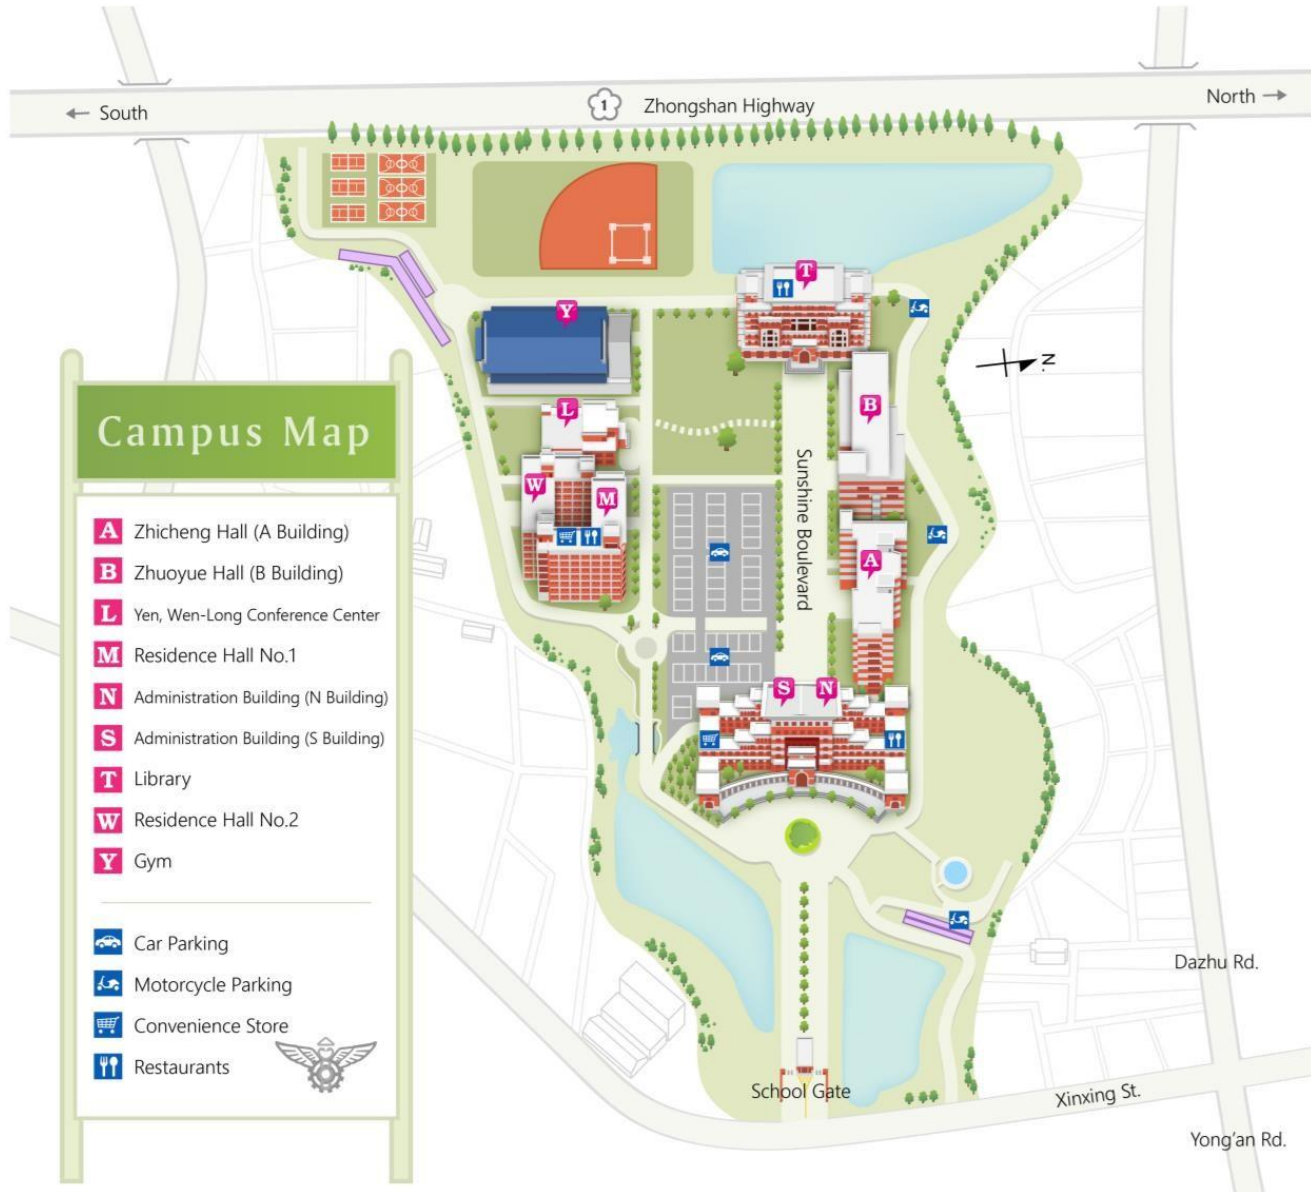 ← South
1 Zhongshan Highway
North →
N.
T
Y
B
L
W
M
A
S
N
Sunshine Boulevard
Campus Map
A Zhicheng Hall (A Building)
B Zhuoyue Hall (B Building)
L Yen, Wen-Long Conference Center
M Residence Hall No.1
N Administration Building (N Building)
S Administration Building (S Building)
T Library
W Residence Hall No.2
Y Gym
Car Parking
Motorcycle Parking
Convenience Store
Restaurants
School Gate
Dazhu Rd.
Xinxing St.
Yong'an Rd.